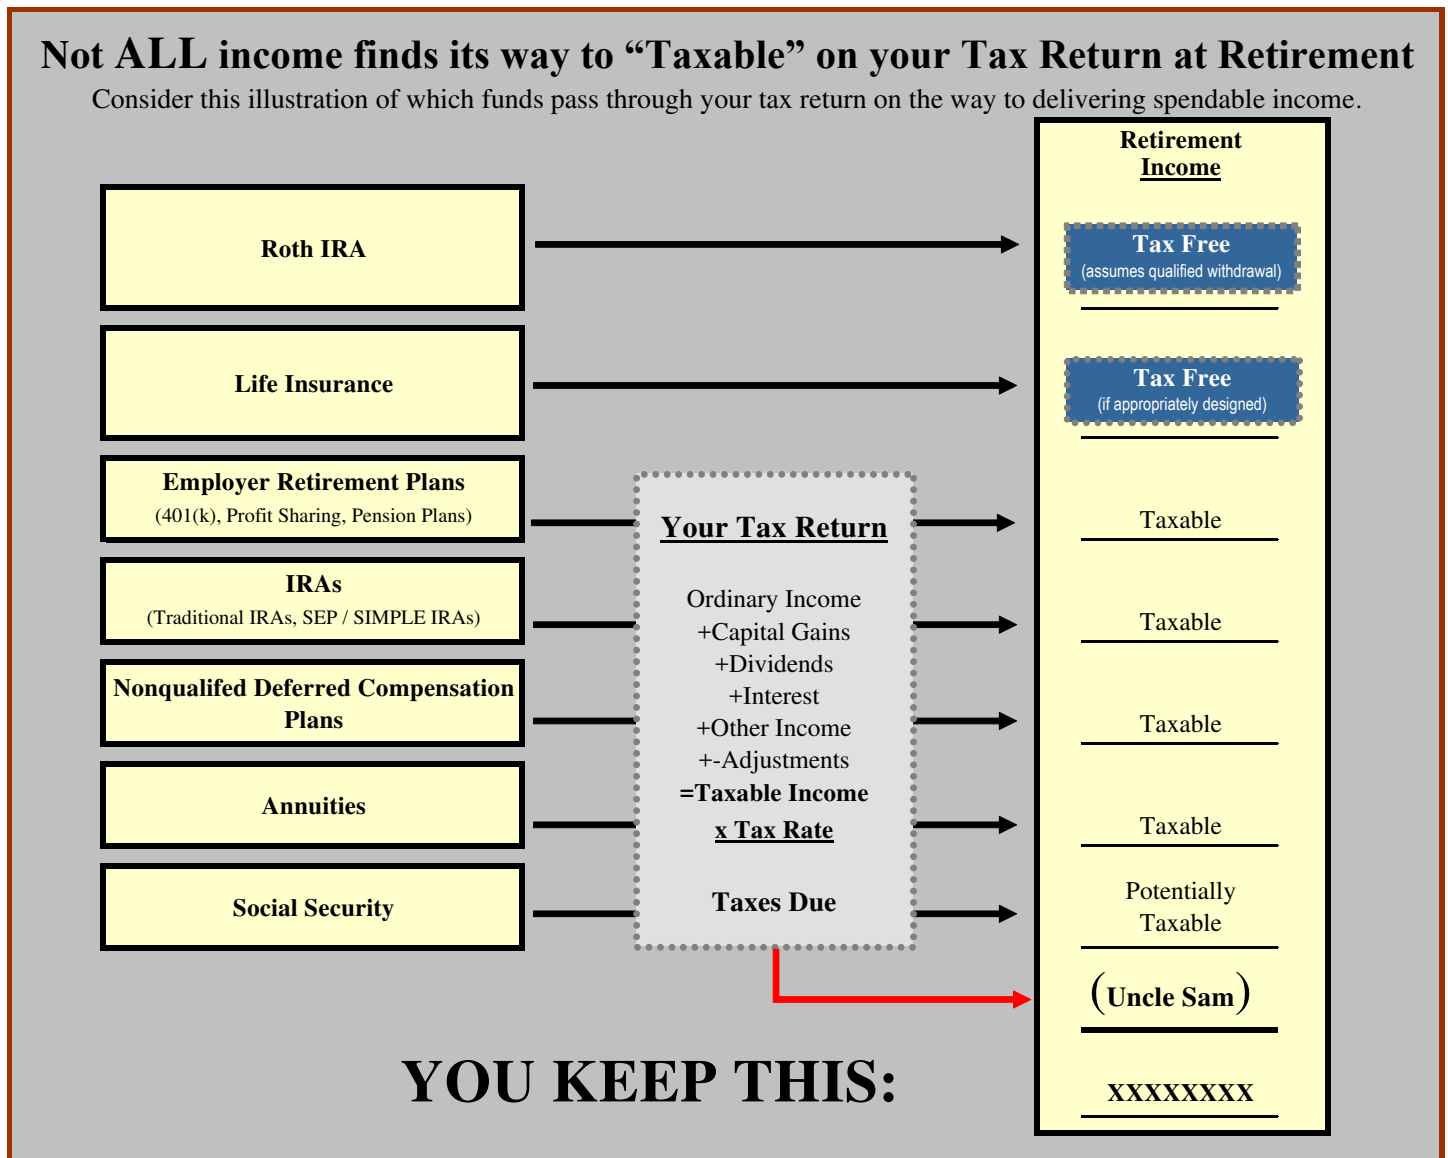 Not ALL income finds its way to “Taxable” on your Tax Return at Retirement
Consider this illustration of which funds pass through your tax return on the way to delivering spendable income.
Retirement
Income
Roth IRA
Tax Free
(assumes qualified withdrawal)
Life Insurance
Tax Free
(if appropriately designed)
Employer Retirement Plans
(401(k), Profit Sharing, Pension Plans)
Taxable
IRAs
(Traditional IRAs, SEP / SIMPLE IRAs)
Taxable
Nonqualifed Deferred Compensation
Plans
Taxable
Annuities
Taxable
Social Security
Potentially
Taxable
Your Tax Return
Ordinary Income
+Capital Gains
+Dividends
+Interest
+Other Income
+-Adjustments
=Taxable Income
x Tax Rate
Taxes Due
(Uncle Sam)
YOU KEEP THIS:
XXXXXXXX